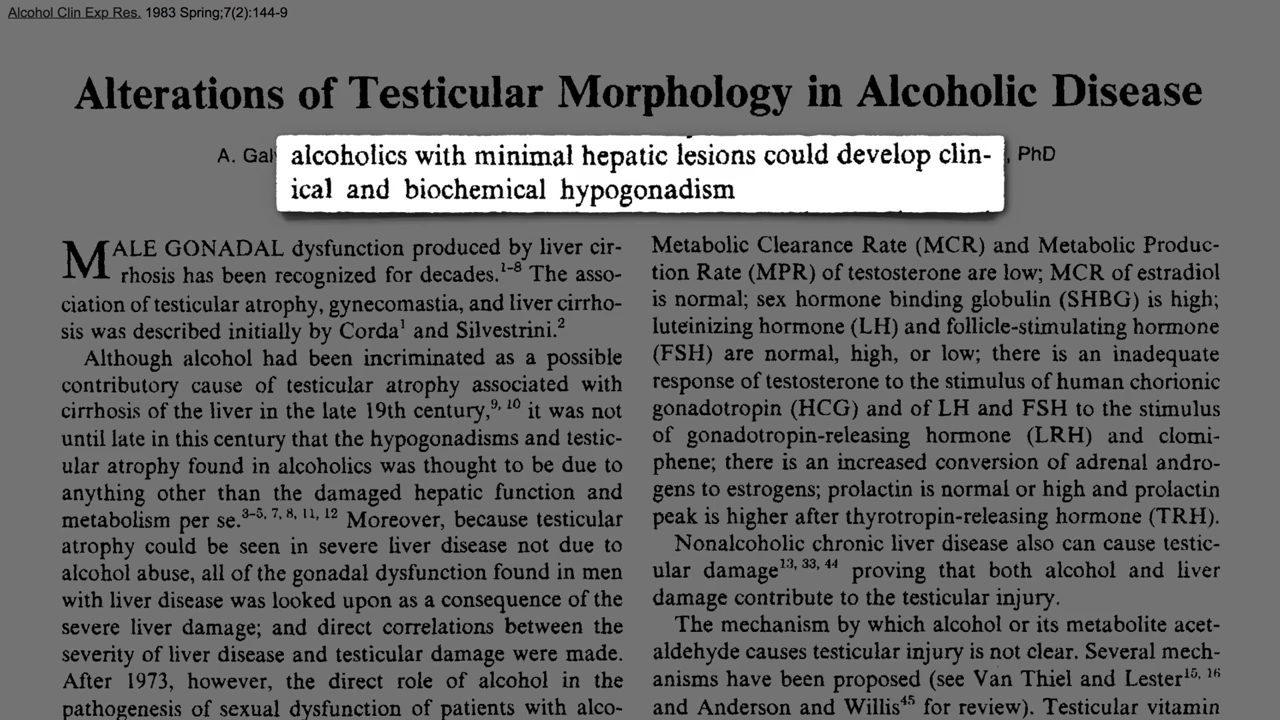 Alcohol Clin Exp Res. 1983 Spring;7(2):144-9
Alterations of Testicular Morphology in Alcoholic Disease
A. Gal , PhD
alcoholics with minimal hepatic lesions could develop clin-
ical and biochemical hypogonadism
MALE GONADAL dysfunction produced by liver cir-
rhosis has been recognized for decades.1–8 The asso-
ciation of testicular atrophy, gynecomastia, and liver cirrho-
sis was described initially by Corda1 and Silvestrini.2
Although alcohol had been incriminated as a possible
contributory cause of testicular atrophy associated with
cirrhosis of the liver in the late 19th century,9, 10 it was not
until late in this century that the hypogonadisms and testic-
ular atrophy found in alcoholics was thought to be due to
anything other than the damaged hepatic function and
metabolism per se.3–5, 7, 8, 11, 12 Moreover, because testicular
atrophy could be seen in severe liver disease not due to
alcohol abuse, all of the gonadal dysfunction found in men
with liver disease was looked upon as a consequence of the
severe liver damage; and direct correlations between the
severity of liver disease and testicular damage were made.
After 1973, however, the direct role of alcohol in the
pathogenesis of sexual dysfunction of patients with alco-
Metabolic Clearance Rate (MCR) and Metabolic Produc-
tion Rate (MPR) of testosterone are low; MCR of estradiol
is normal; sex hormone binding globulin (SHBG) is high;
luteinizing hormone (LH) and follicle-stimulating hormone
(FSH) are normal, high, or low; there is an inadequate
response of testosterone to the stimulus of human chorionic
gonadotropin (HCG) and of LH and FSH to the stimulus
of gonadotropin-releasing hormone (LRH) and clomi-
phene; there is an increased conversion of adrenal andro-
gens to estrogens; prolactin is normal or high and prolactin
peak is higher after thyrotropin-releasing hormone (TRH).
Nonalcoholic chronic liver disease also can cause testic-
ular damage13, 33, 44 proving that both alcohol and liver
damage contribute to the testicular injury.
The mechanism by which alcohol or its metabolite acet-
aldehyde causes testicular injury is not clear. Several mech-
anisms have been proposed (see Van Thiel and Lester15, 16
and Anderson and Willis45 for review). Testicular vitamin